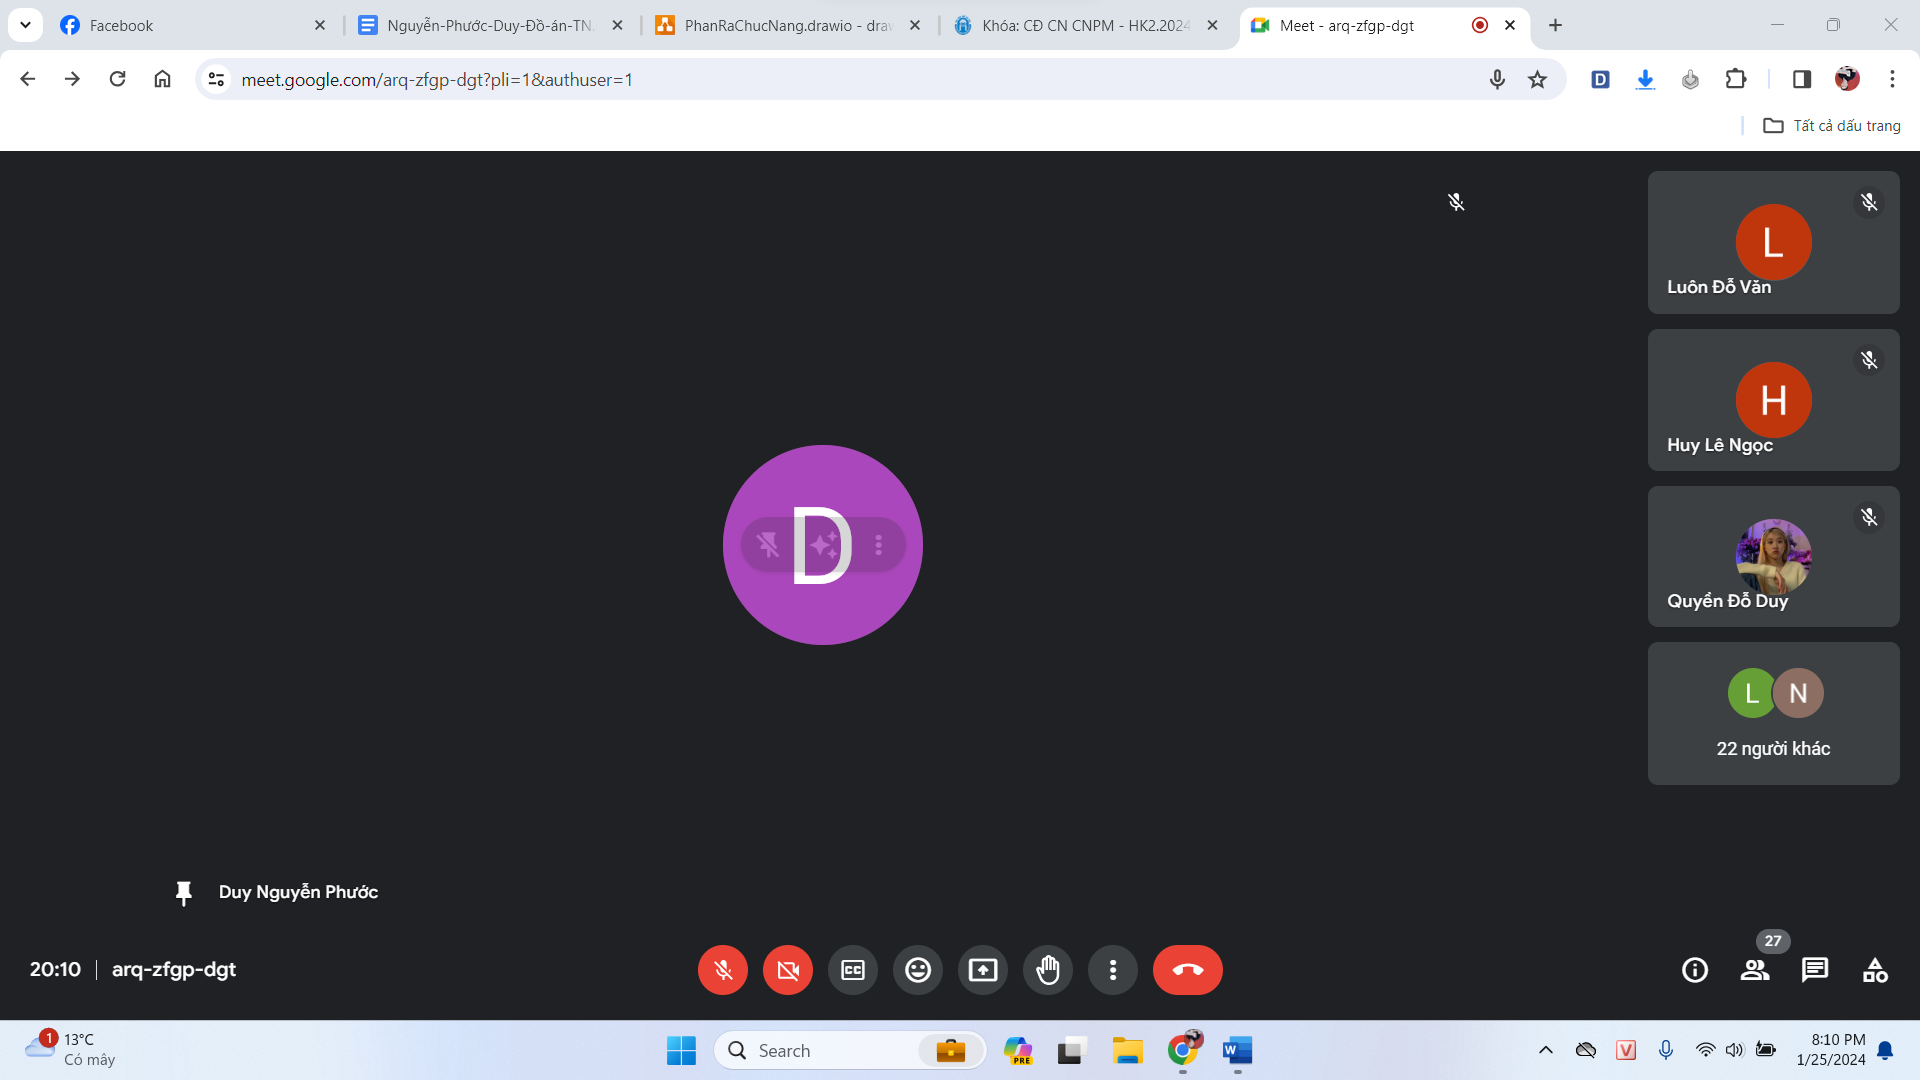 Facebook
Nguyễn-Phước-Duy-Đồ-án-TN.
PhanRaChucNang.drawio - draw
Khóa: CĐ CN CNPM - HK2.2024
Meet - arq-zfgp-dgt
meet.google.com/arq-zfgp-dgt?pli=1&authuser=1
D
Tất cả dấu trang
L
Luôn Đỗ Văn
H
Huy Lê Ngọc
D
Quyền Đỗ Duy
L N
22 người khác
Duy Nguyễn Phước
20:10 arq-zfgp-dgt
CC
27
1
13°C
Có mây
Search
PRE
W
V
8:10 PM
1/25/2024